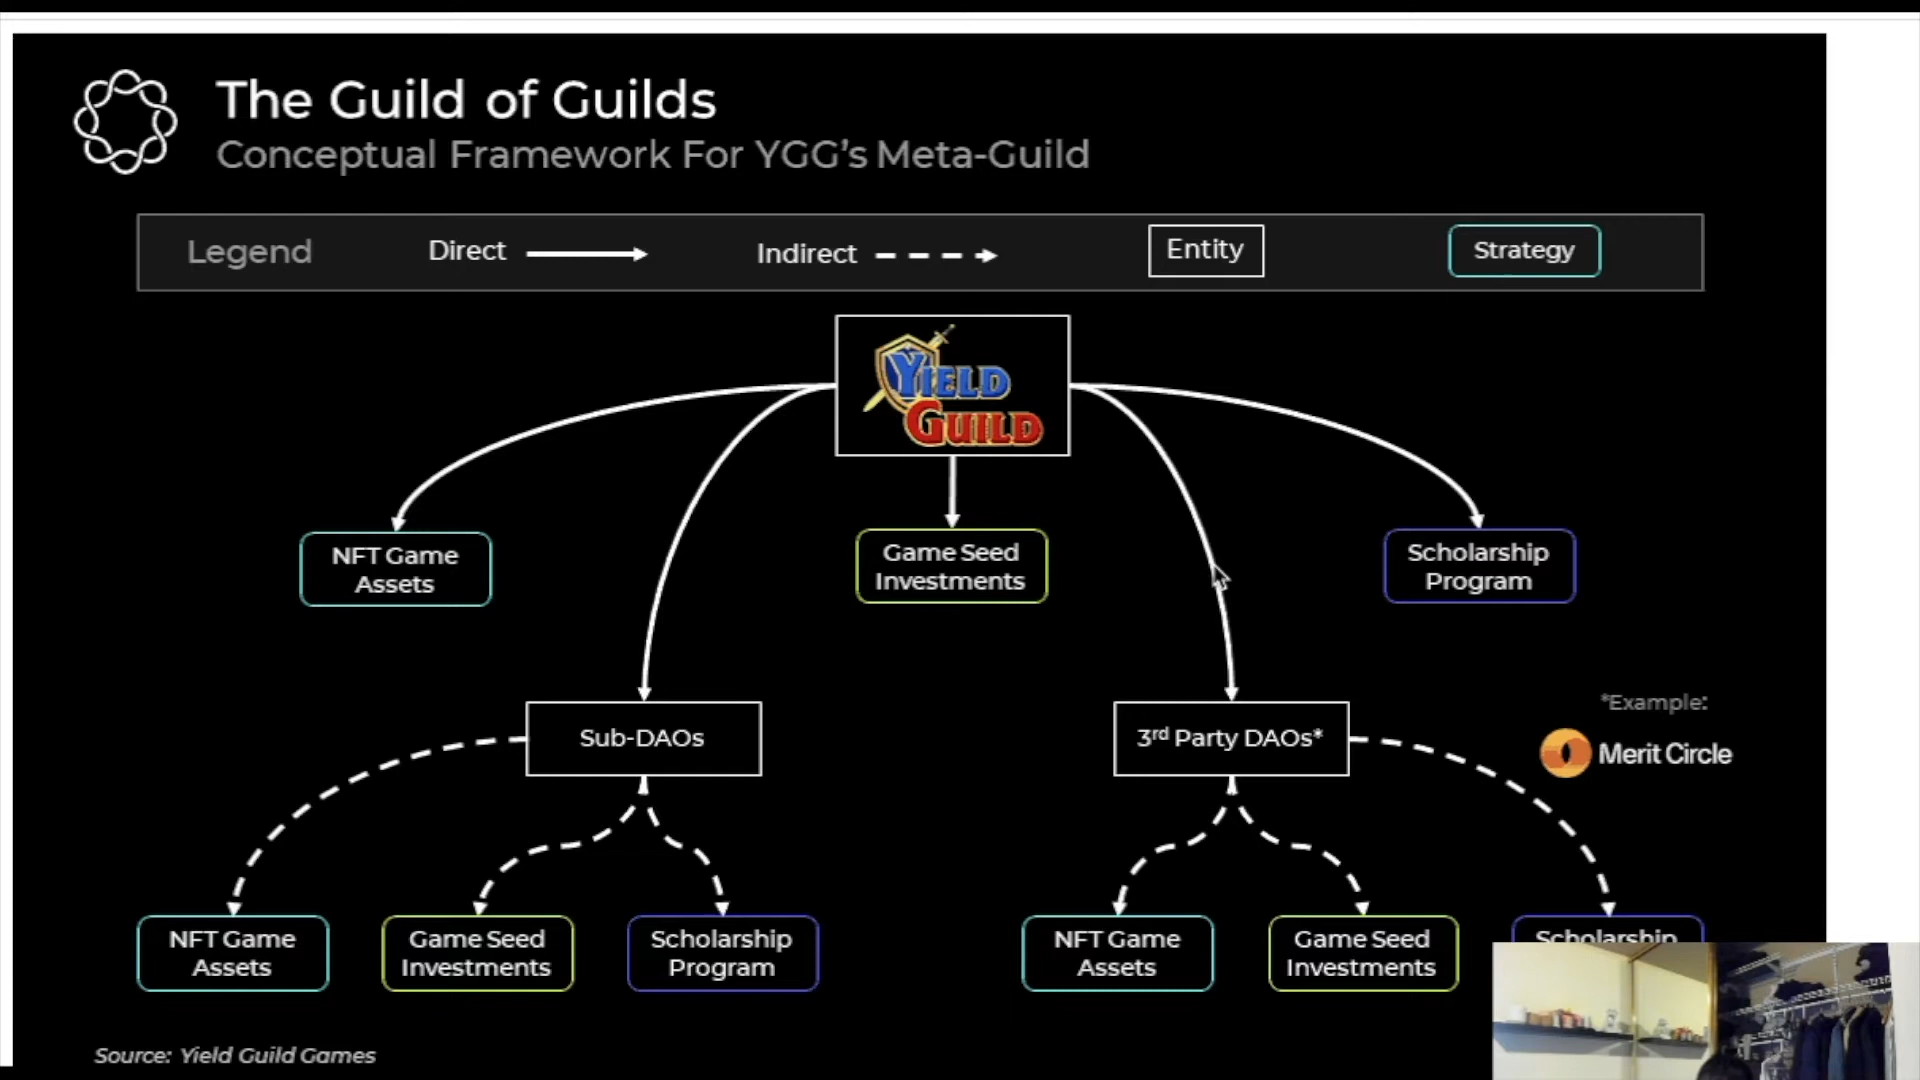 The Guild of Guilds
Conceptual Framework For YGG's Meta-Guild
Legend
Direct
Indirect
Entity
Strategy
YIELD
GUILD
NFT Game
Assets
Game Seed
Investments
Scholarship
Program
Sub-DAOs
3rd Party DAOs*
*Example:
Merit Circle
NFT Game
Assets
Game Seed
Investments
Scholarship
Program
NFT Game
Assets
Game Seed
Investments
Scholarship
Source: Yield Guild Games